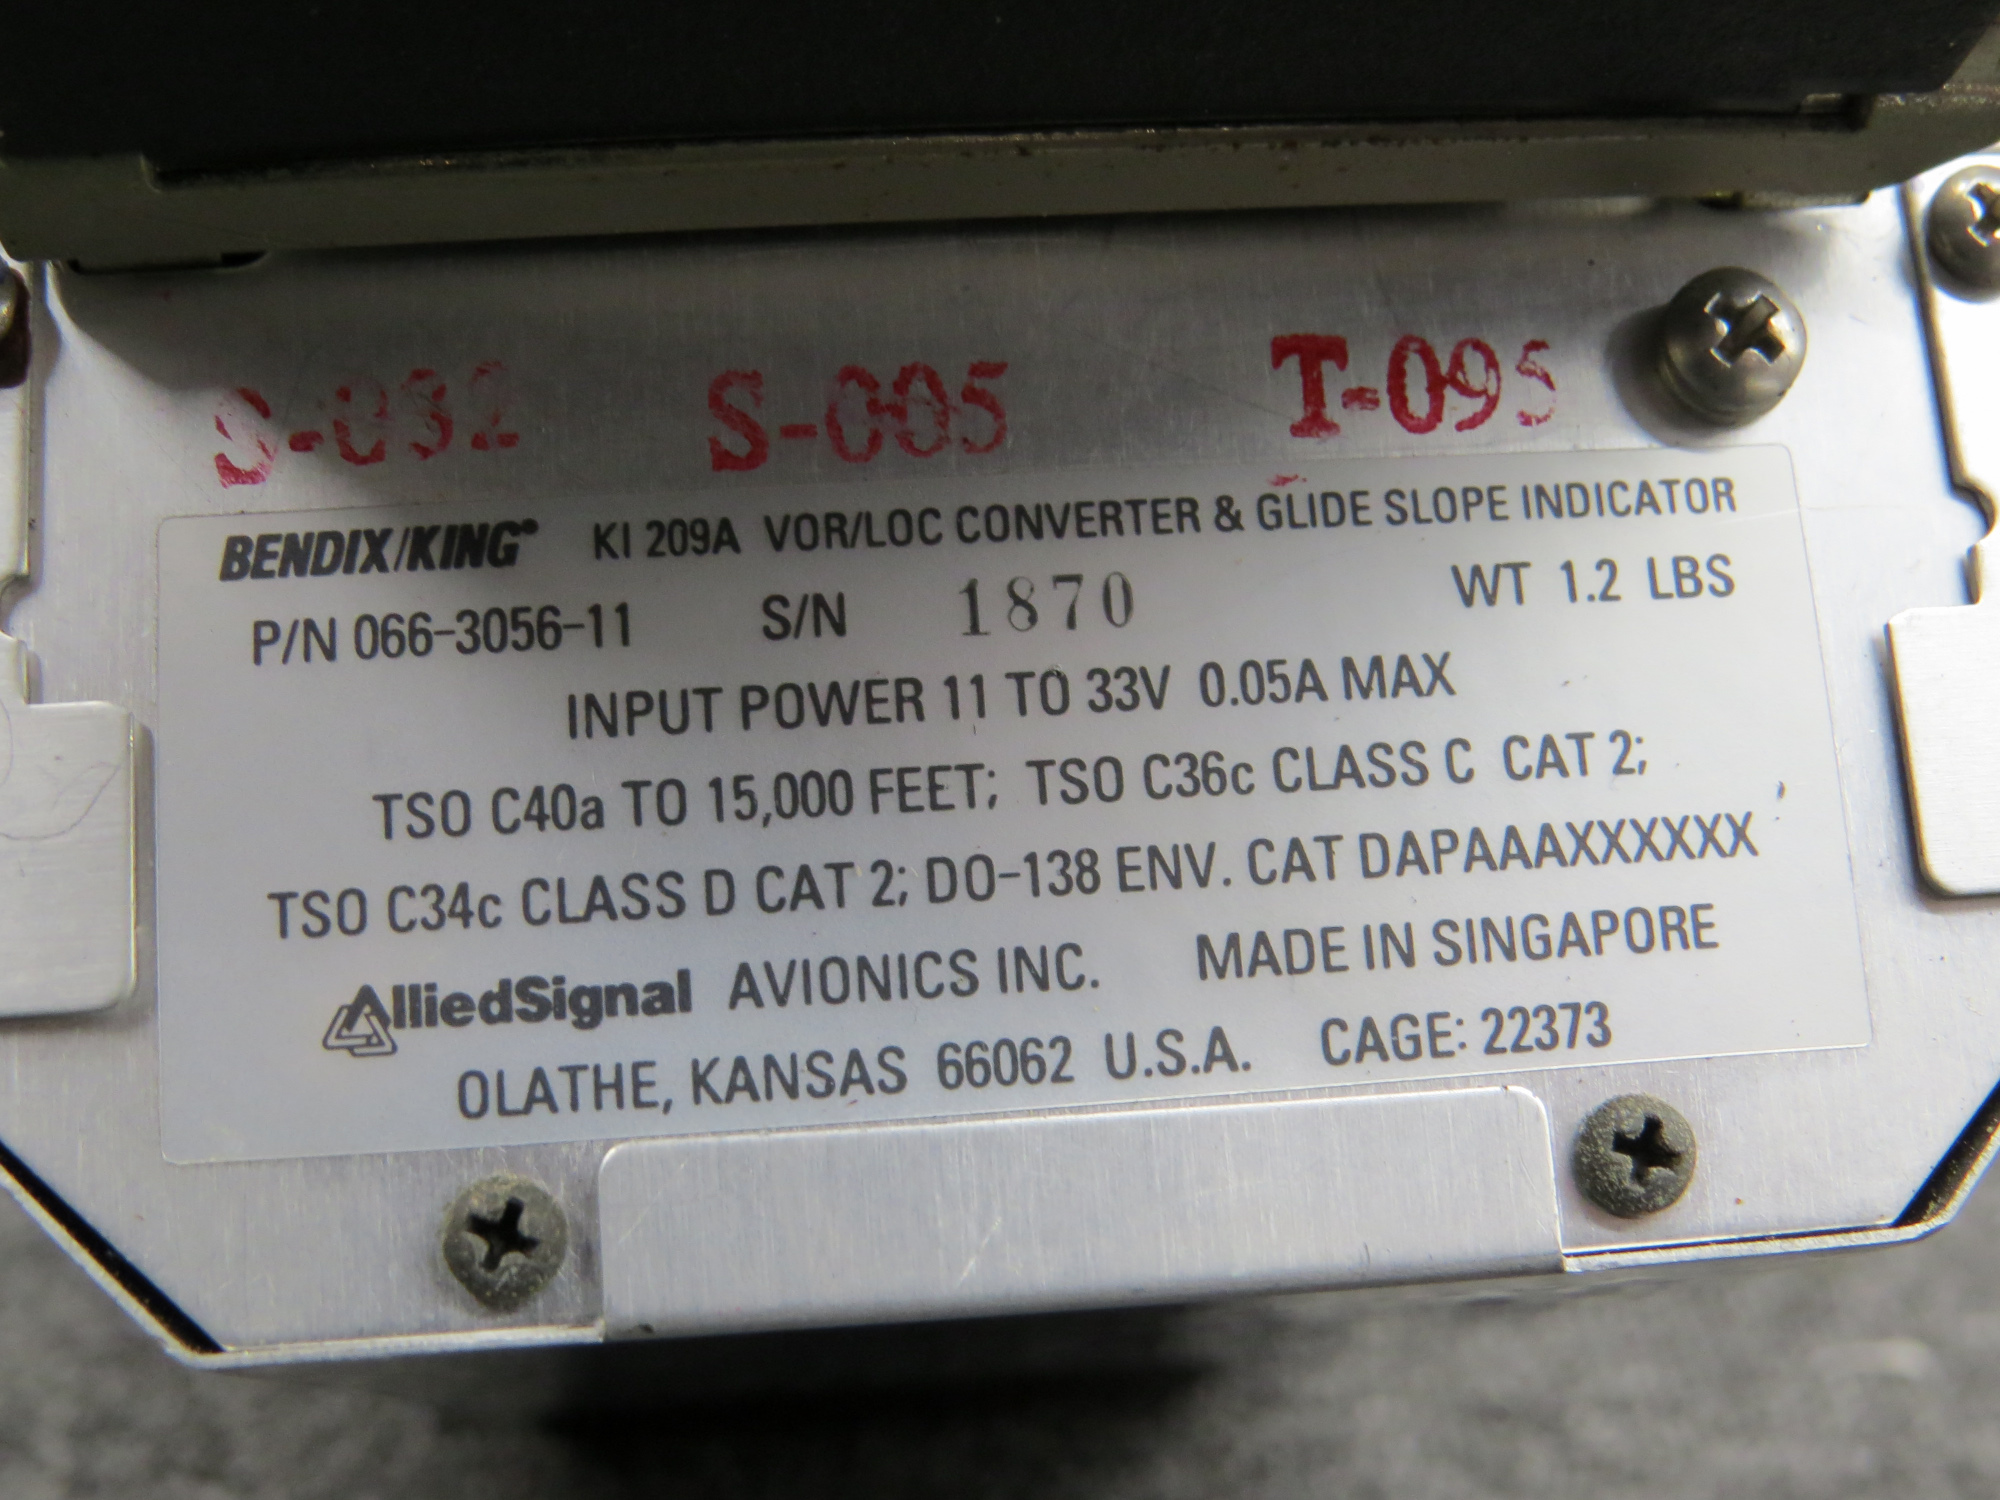 S-005 T-095
BENDIX/KING® KI 209A VOR/LOC CONVERTER & GLIDE SLOPE INDICATOR
P/N 066-3056-11 S/N 1870 WT 1.2 LBS
INPUT POWER 11 TO 33V 0.05A MAX
TSO C40a TO 15,000 FEET; TSO C36c CLASS C CAT 2;
TSO C34c CLASS D CAT 2; DO-138 ENV. CAT DAPAAAXXXXXX
AlliedSignal AVIONICS INC. MADE IN SINGAPORE
OLATHE, KANSAS 66062 U.S.A. CAGE: 22373